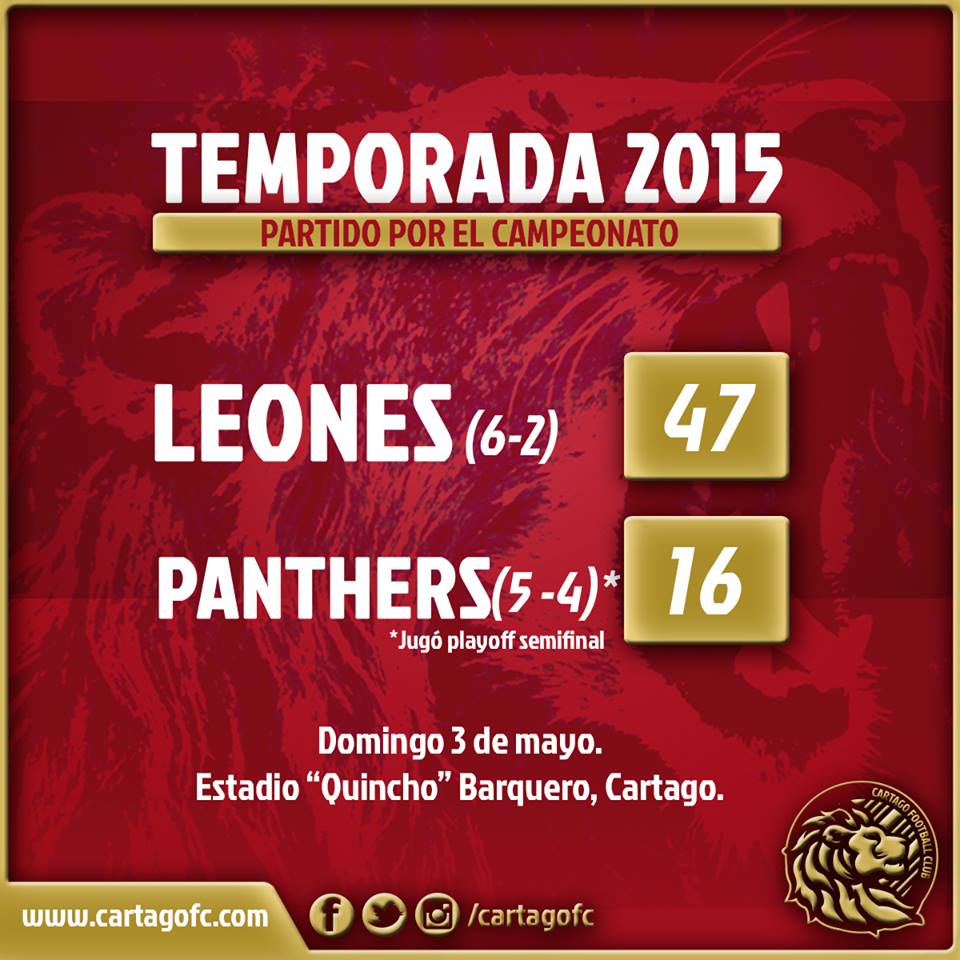 TEMPORADA 2015
PARTIDO POR EL CAMPEONATO
LEONES (6-2) 47
PANTHERS(5 -4)* 16
*Jugó playoff semifinal
Domingo 3 de mayo.
Estadio “Quincho” Barquero, Cartago.
CARTAGO FOOTBALL CLUB
www.cartagofc.com /cartagofc